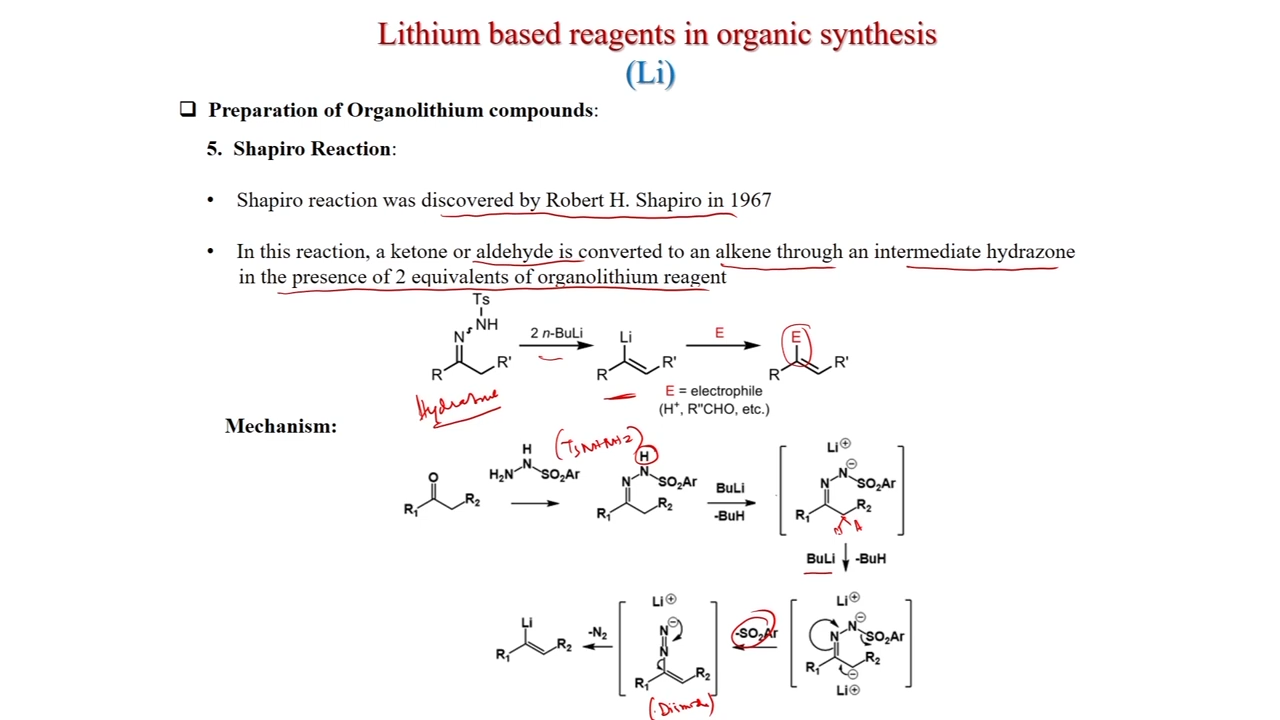 Lithium based reagents in organic synthesis
(Li)
❑ Preparation of Organolithium compounds:
5. Shapiro Reaction:
• Shapiro reaction was discovered by Robert H. Shapiro in 1967
• In this reaction, a ketone or aldehyde is converted to an alkene through an intermediate hydrazone
in the presence of 2 equivalents of organolithium reagent
Ts
NH
N
R
R'
2 n-BuLi
Li
R
R'
E
E = electrophile
(H⁺, R"CHO, etc.)
E
R
R'
Mechanism:
O
R₁
R₂
H
H₂N
N
SO₂Ar
(TsNHNH2)
H
N
N
SO₂Ar
R₁
R₂
BuLi
-BuH
Li⊕
⊖
N
N
SO₂Ar
R₁
R₂
BuLi
-BuH
Li⊕
⊖
N
N
SO₂Ar
R₁
R₂
⊖
Li⊕
-SO₂Ar
Li⊕
N⊖
N
R₁
R₂
-N₂
Li
R₁
R₂